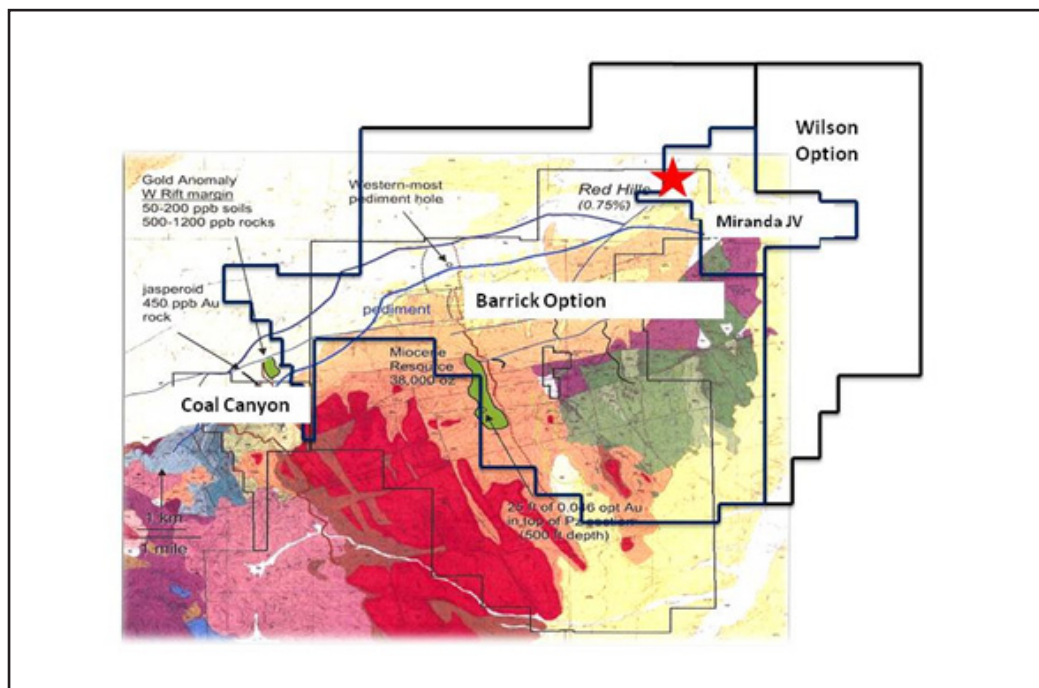 Wilson
Option
Gold Anomaly
W Rift margin
50-200 ppb soils
500-1200 ppb rocks
Western-most
pediment hole
Red Hills
(0.75%)
Miranda JV
jasperoid
450 ppb Au
rock
pediment
Barrick Option
Miocene
Resource
38,000 oz
Coal Canyon
25 ft of 0.046 opt Au
in top of Pz section
(500 ft depth)
1 km
1 mile